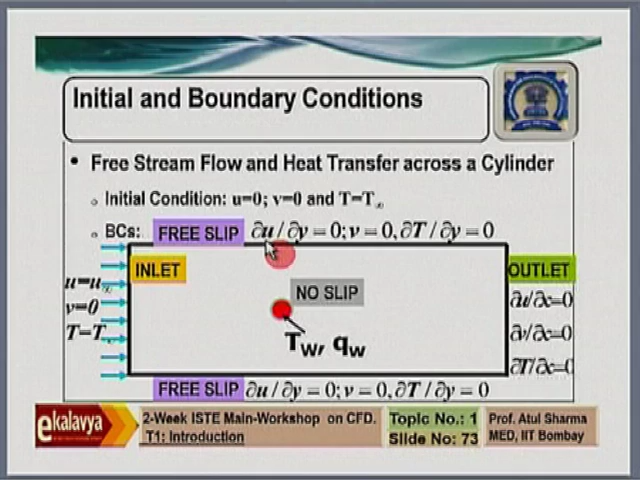 Initial and Boundary Conditions
• Free Stream Flow and Heat Transfer across a Cylinder
Initial Condition: u=0; v=0 and T=T∞
BCs: FREE SLIP ∂u/∂y=0;v=0,∂T/∂y=0
INLET
OUTLET
u=u∞
v=0
T=T∞
NO SLIP
Tw, qw
∂u/∂x=0
∂v/∂x=0
∂T/∂x=0
FREE SLIP ∂u/∂y=0;v=0,∂T/∂y=0
ekalavya
2-Week ISTE Main-Workshop on CFD.
T1: Introduction
Topic No.: 1
Slide No.: 73
Prof. Atul Sharma
MED, IIT Bombay